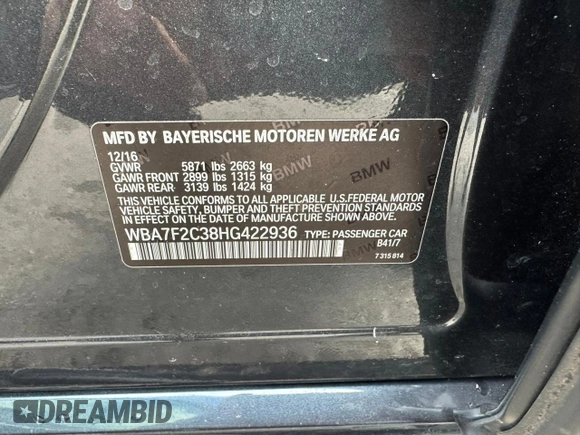 MFD BY BAYERISCHE MOTOREN WERKE AG
12/16
GVWR 5871 lbs 2663 kg
GAWR FRONT 2899 lbs 1315 kg
GAWR REAR 3139 lbs 1424 kg
THIS VEHICLE CONFORMS TO ALL APPLICABLE U.S.FEDERAL MOTOR
VEHICLE SAFETY, BUMPER, AND THEFT PREVENTION STANDARDS IN
EFFECT ON THE DATE OF MANUFACTURE SHOWN ABOVE.
WBA7F2C38HG422936 TYPE: PASSENGER CAR
B41/7
7 315 814
BMW
BMW
BMW
DREAMBID